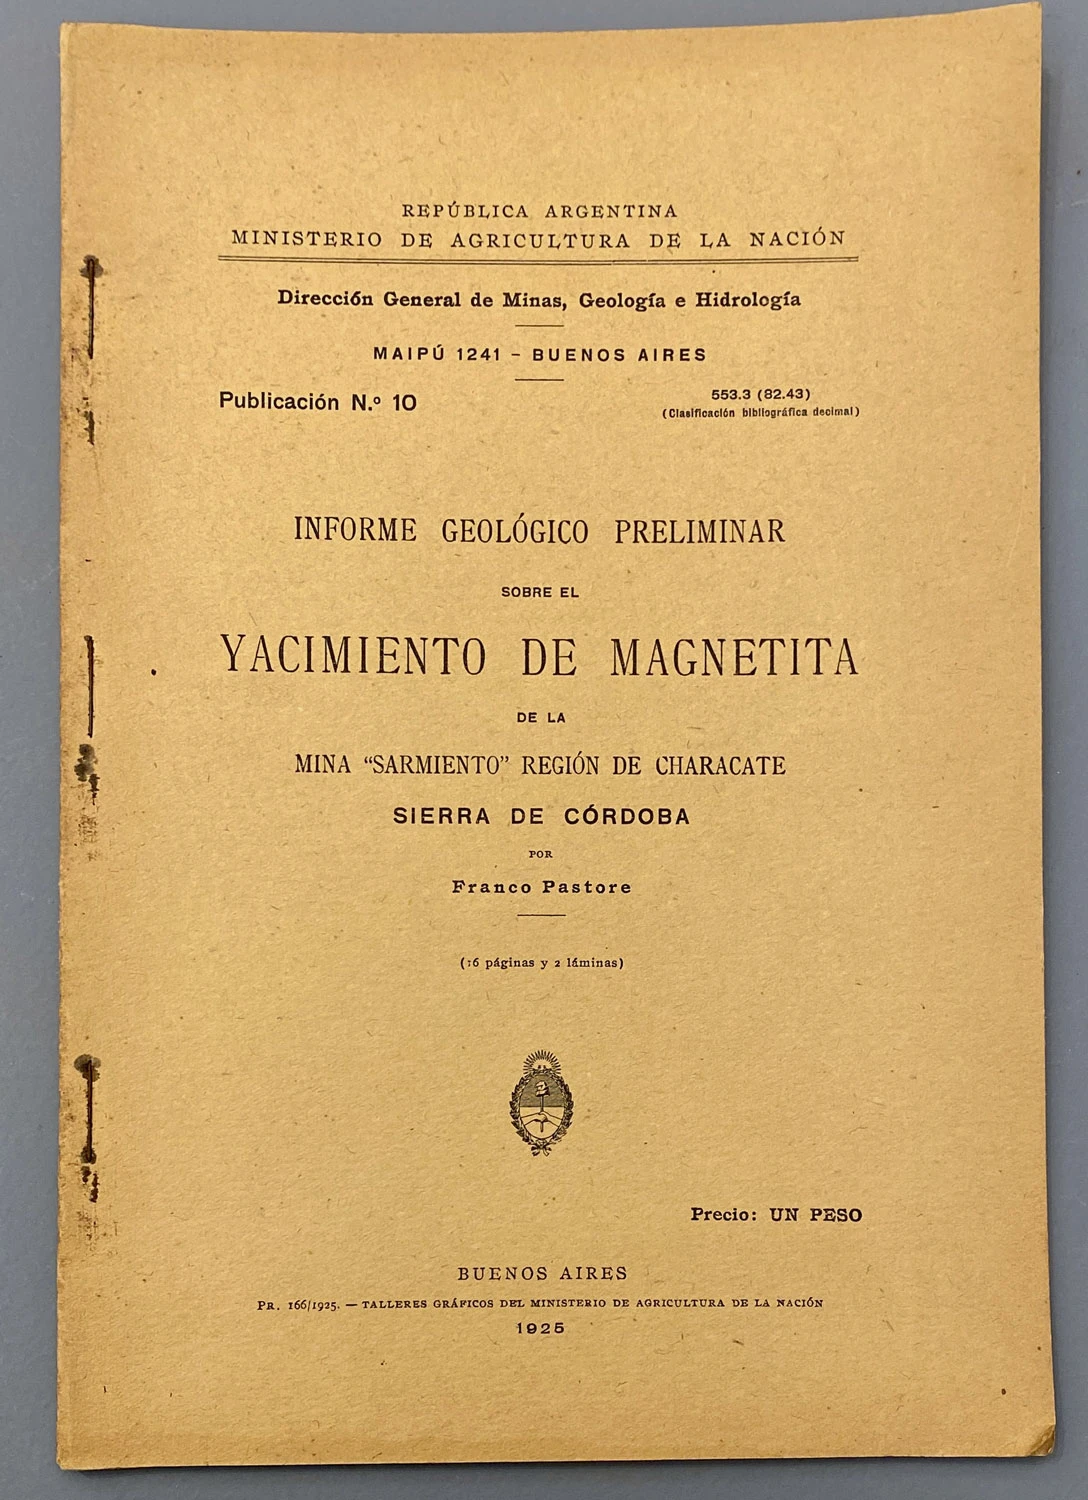 REPÚBLICA ARGENTINA
MINISTERIO DE AGRICULTURA DE LA NACIÓN
Dirección General de Minas, Geología e Hidrología
MAIPÚ 1241 - BUENOS AIRES
Publicación N.º 10
553.3 (82.43)
(Clasificación bibliográfica decimal)
INFORME GEOLÓGICO PRELIMINAR
SOBRE EL
YACIMIENTO DE MAGNETITA
DE LA
MINA “SARMIENTO” REGIÓN DE CHARACATE
SIERRA DE CÓRDOBA
POR
Franco Pastore
(16 páginas y 2 láminas)
Precio: UN PESO
BUENOS AIRES
PR. 166/1925. — TALLERES GRÁFICOS DEL MINISTERIO DE AGRICULTURA DE LA NACIÓN
1925